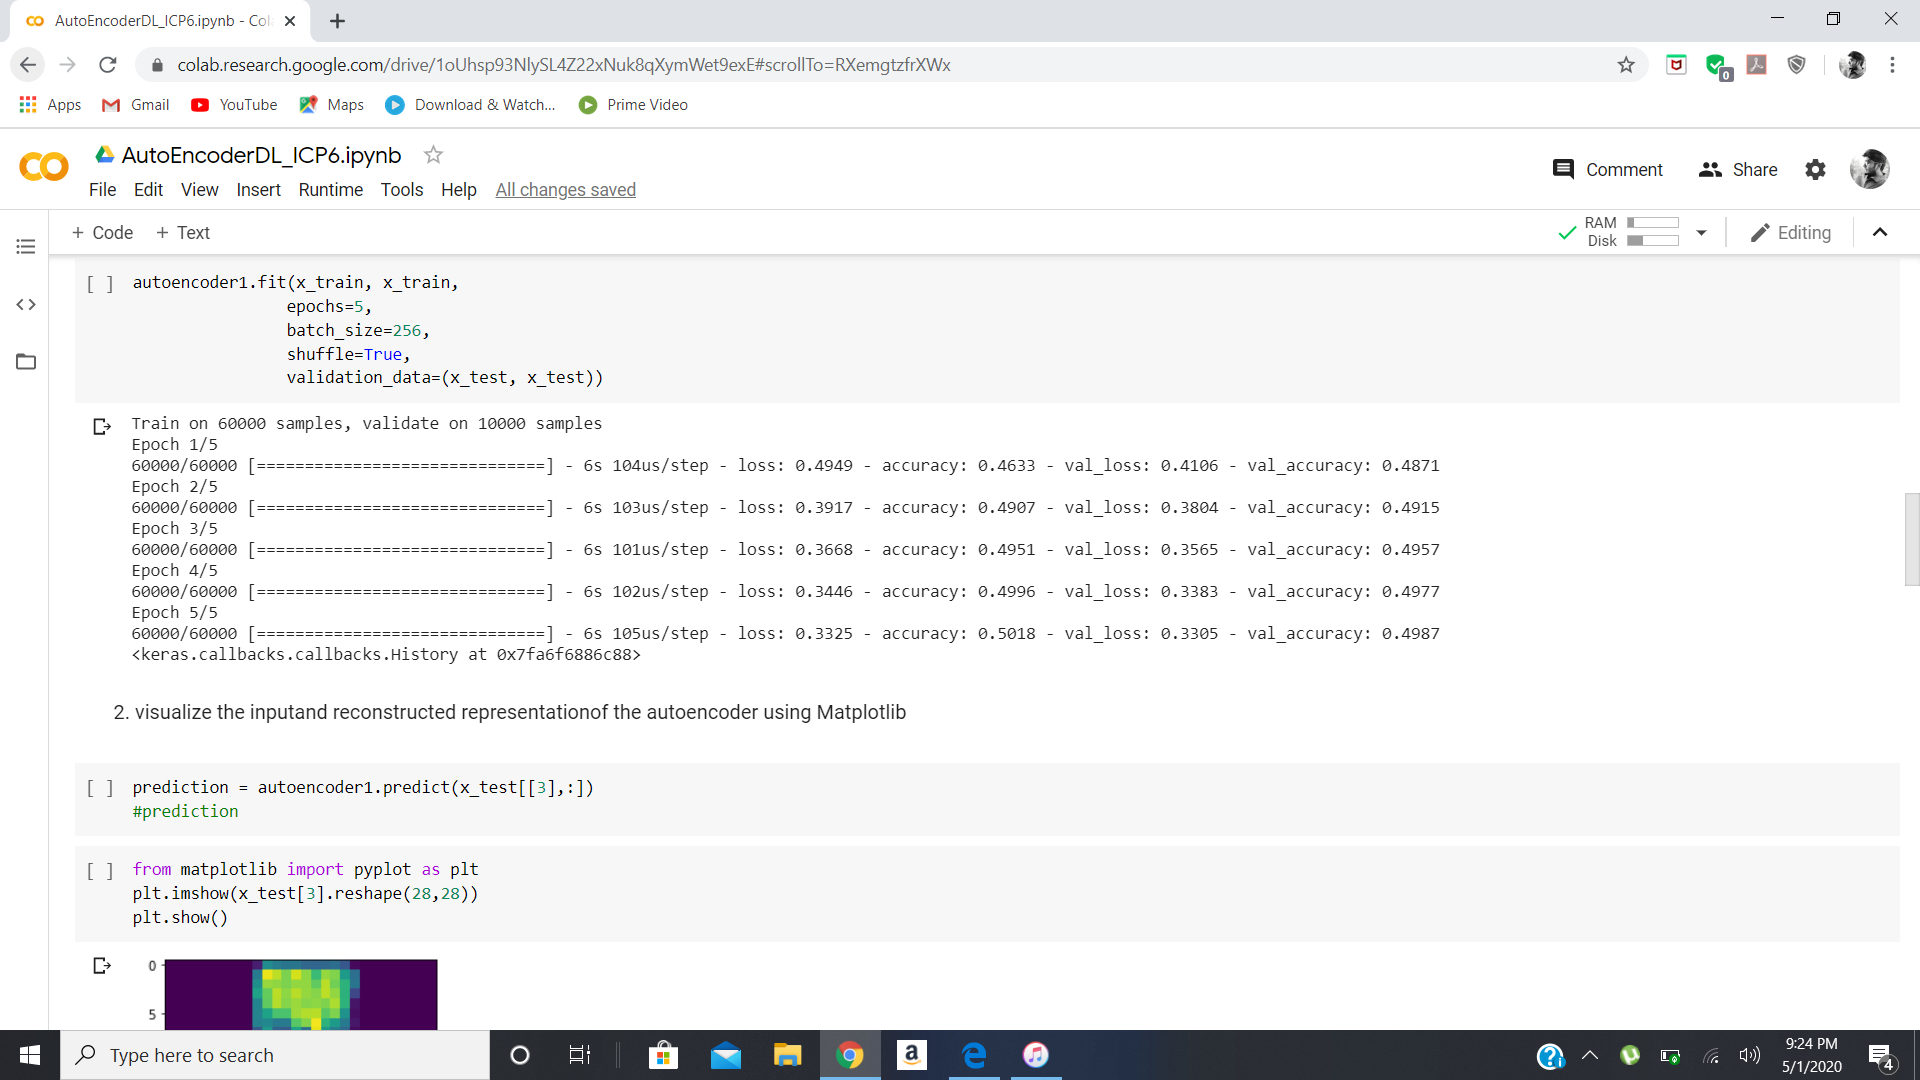 AutoEncoderDL_ICP6.ipynb - Col
colab.research.google.com/drive/1oUhsp93NlySL4Z22xNuk8qXymWet9exE#scrollTo=RXemgtzfrXWx
0
Apps Gmail YouTube Maps Download & Watch... Prime Video
AutoEncoderDL_ICP6.ipynb
Comment Share
File Edit View Insert Runtime Tools Help All changes saved
+ Code + Text
RAM
Disk
Editing
[ ] autoencoder1.fit(x_train, x_train,
epochs=5,
batch_size=256,
shuffle=True,
validation_data=(x_test, x_test))
Train on 60000 samples, validate on 10000 samples
Epoch 1/5
60000/60000 [==============================] - 6s 104us/step - loss: 0.4949 - accuracy: 0.4633 - val_loss: 0.4106 - val_accuracy: 0.4871
Epoch 2/5
60000/60000 [==============================] - 6s 103us/step - loss: 0.3917 - accuracy: 0.4907 - val_loss: 0.3804 - val_accuracy: 0.4915
Epoch 3/5
60000/60000 [==============================] - 6s 101us/step - loss: 0.3668 - accuracy: 0.4951 - val_loss: 0.3565 - val_accuracy: 0.4957
Epoch 4/5
60000/60000 [==============================] - 6s 102us/step - loss: 0.3446 - accuracy: 0.4996 - val_loss: 0.3383 - val_accuracy: 0.4977
Epoch 5/5
60000/60000 [==============================] - 6s 105us/step - loss: 0.3325 - accuracy: 0.5018 - val_loss: 0.3305 - val_accuracy: 0.4987
<keras.callbacks.callbacks.History at 0x7fa6f6886c88>
2. visualize the inputand reconstructed representationof the autoencoder using Matplotlib
[ ] prediction = autoencoder1.predict(x_test[[3],:])
#prediction
[ ] from matplotlib import pyplot as plt
plt.imshow(x_test[3].reshape(28,28))
plt.show()
0
5
Type here to search
9:24 PM
5/1/2020
4